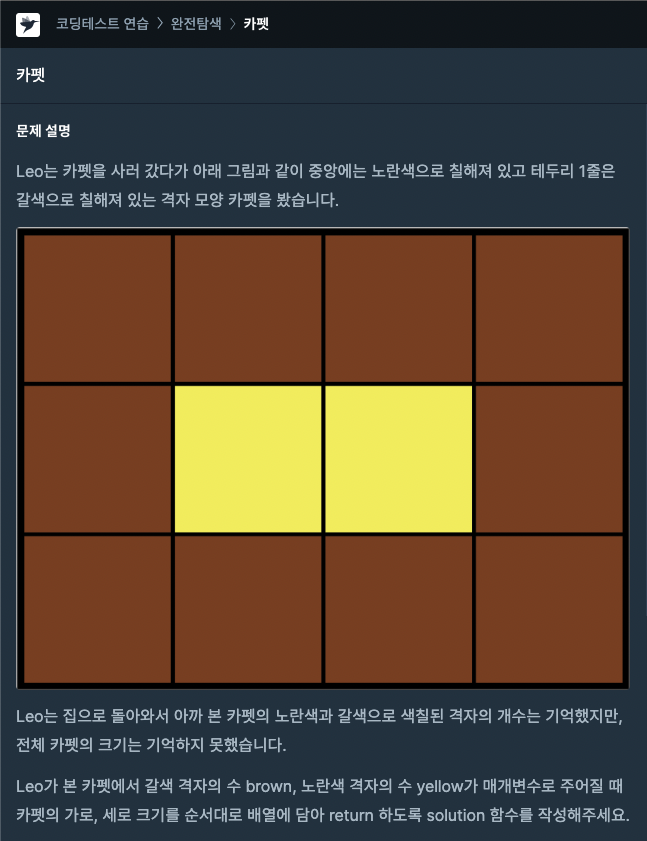 코딩테스트 연습 > 완전탐색 > 카펫
카펫
문제 설명
Leo는 카펫을 사러 갔다가 아래 그림과 같이 중앙에는 노란색으로 칠해져 있고 테두리 1줄은
갈색으로 칠해져 있는 격자 모양 카펫을 봤습니다.
Leo는 집으로 돌아와서 아까 본 카펫의 노란색과 갈색으로 색칠된 격자의 개수는 기억했지만,
전체 카펫의 크기는 기억하지 못했습니다.
Leo가 본 카펫에서 갈색 격자의 수 brown, 노란색 격자의 수 yellow가 매개변수로 주어질 때
카펫의 가로, 세로 크기를 순서대로 배열에 담아 return 하도록 solution 함수를 작성해주세요.